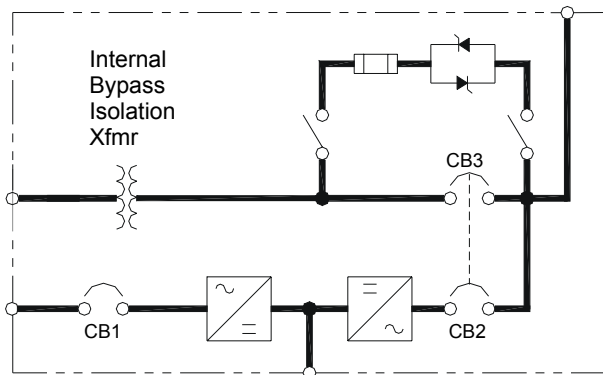 Internal
Bypass
Isolation
Xfmr
CB3
CB1
CB2